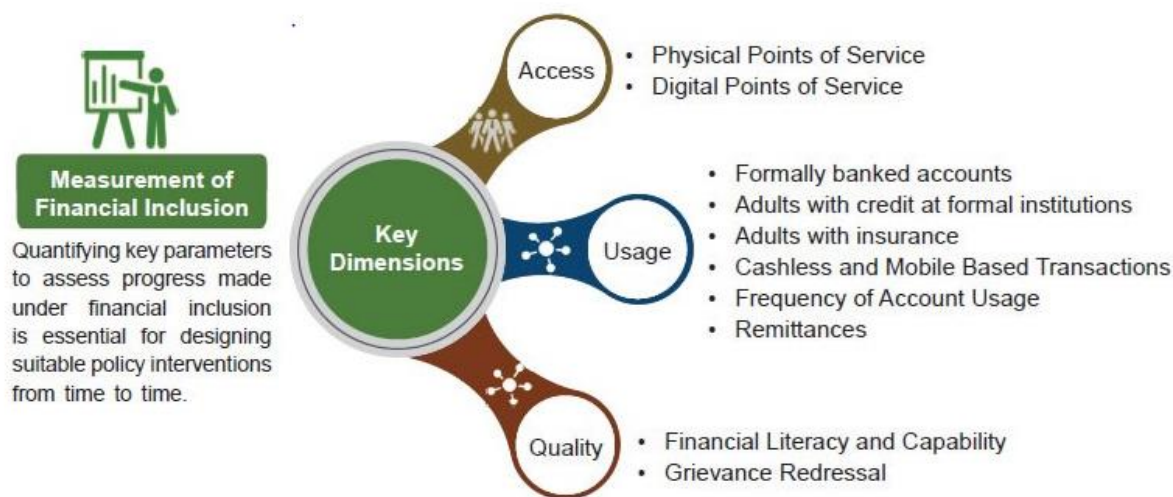 Measurement of
Financial Inclusion
Quantifying key parameters
to assess progress made
under financial inclusion
is essential for designing
suitable policy interventions
from time to time.
Key
Dimensions
Access
• Physical Points of Service
• Digital Points of Service
Usage
• Formally banked accounts
• Adults with credit at formal institutions
• Adults with insurance
• Cashless and Mobile Based Transactions
• Frequency of Account Usage
• Remittances
Quality
• Financial Literacy and Capability
• Grievance Redressal